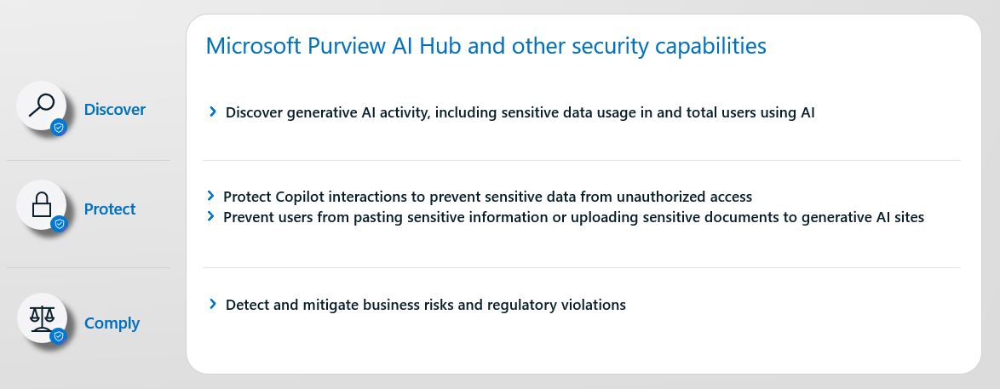 Microsoft Purview AI Hub and other security capabilities
Discover
Discover generative AI activity, including sensitive data usage in and total users using AI
Protect
Protect Copilot interactions to prevent sensitive data from unauthorized access
Prevent users from pasting sensitive information or uploading sensitive documents to generative AI sites
Comply
Detect and mitigate business risks and regulatory violations